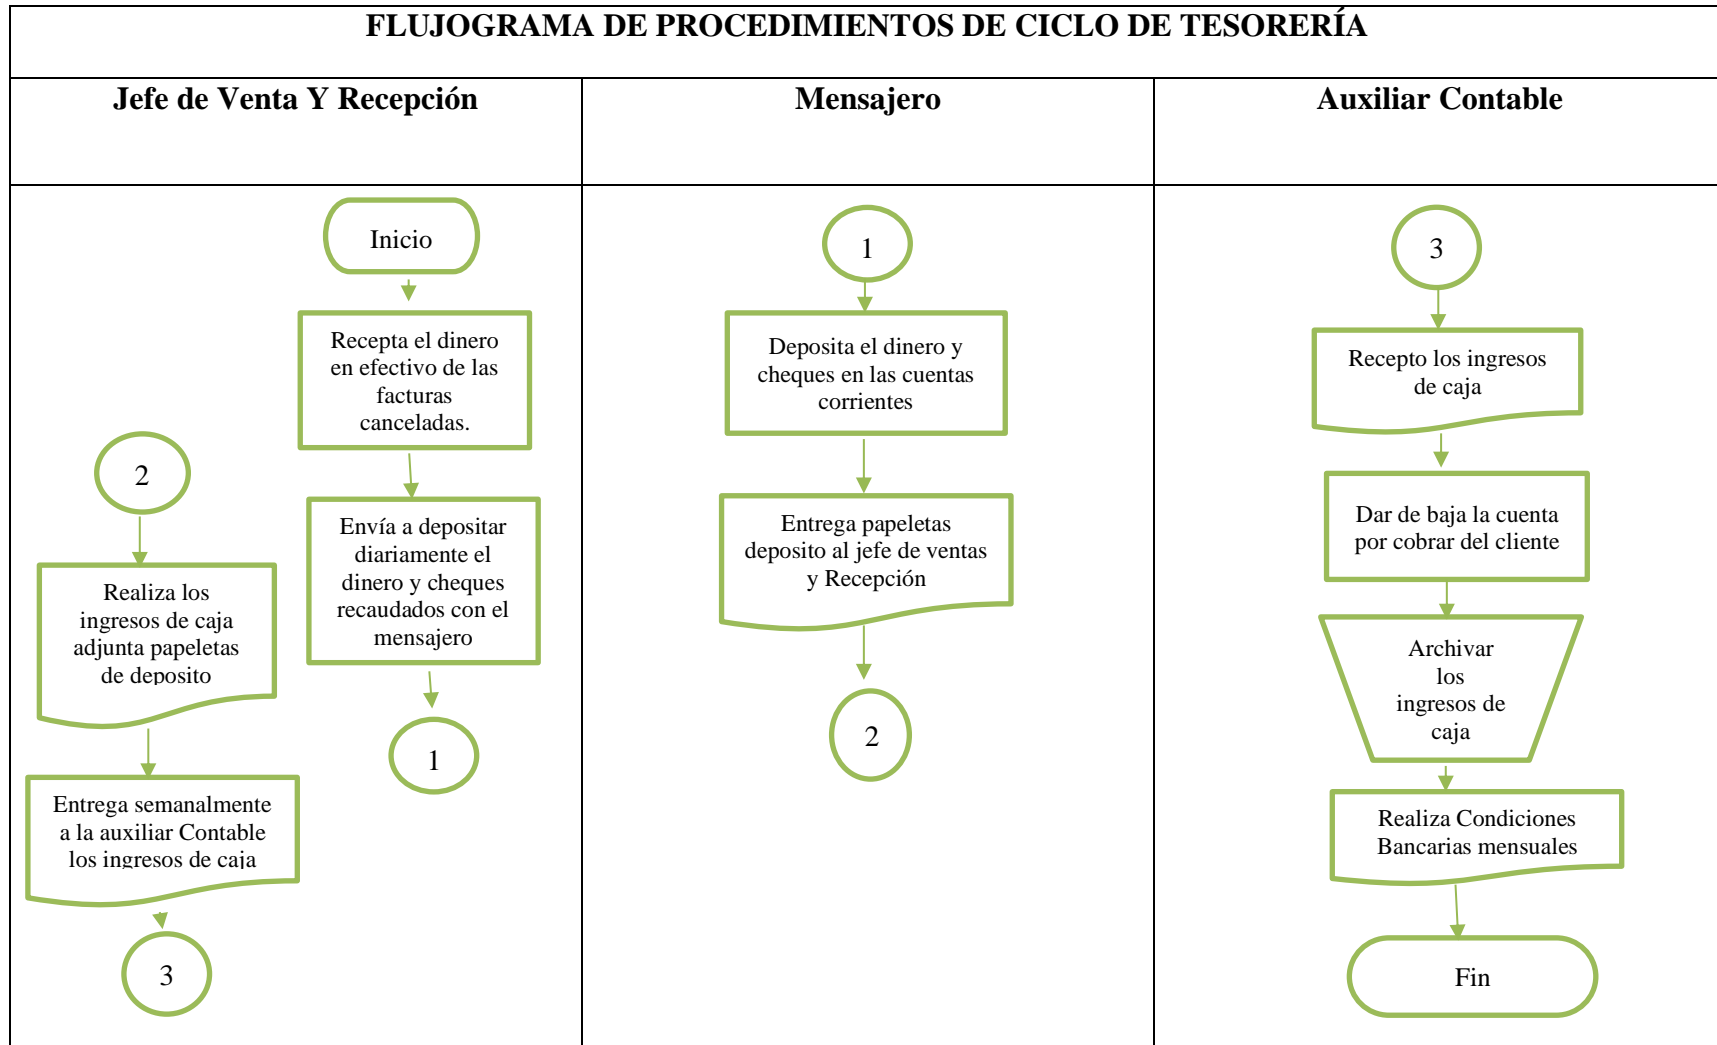 FLUJOGRAMA DE PROCEDIMIENTOS DE CICLO DE TESORERÍA
Jefe de Venta Y Recepción
Mensajero
Auxiliar Contable
Inicio
Recepta el dinero
en efectivo de las
facturas
canceladas.
Envía a depositar
diariamente el
dinero y cheques
recaudados con el
mensajero
1
2
Realiza los
ingresos de caja
adjunta papeletas
de deposito
Entrega semanalmente
a la auxiliar Contable
los ingresos de caja
3
1
Deposita el dinero y
cheques en las cuentas
corrientes
Entrega papeletas
deposito al jefe de ventas
y Recepción
2
3
Recepto los ingresos
de caja
Dar de baja la cuenta
por cobrar del cliente
Archivar
los
ingresos de
caja
Realiza Condiciones
Bancarias mensuales
Fin